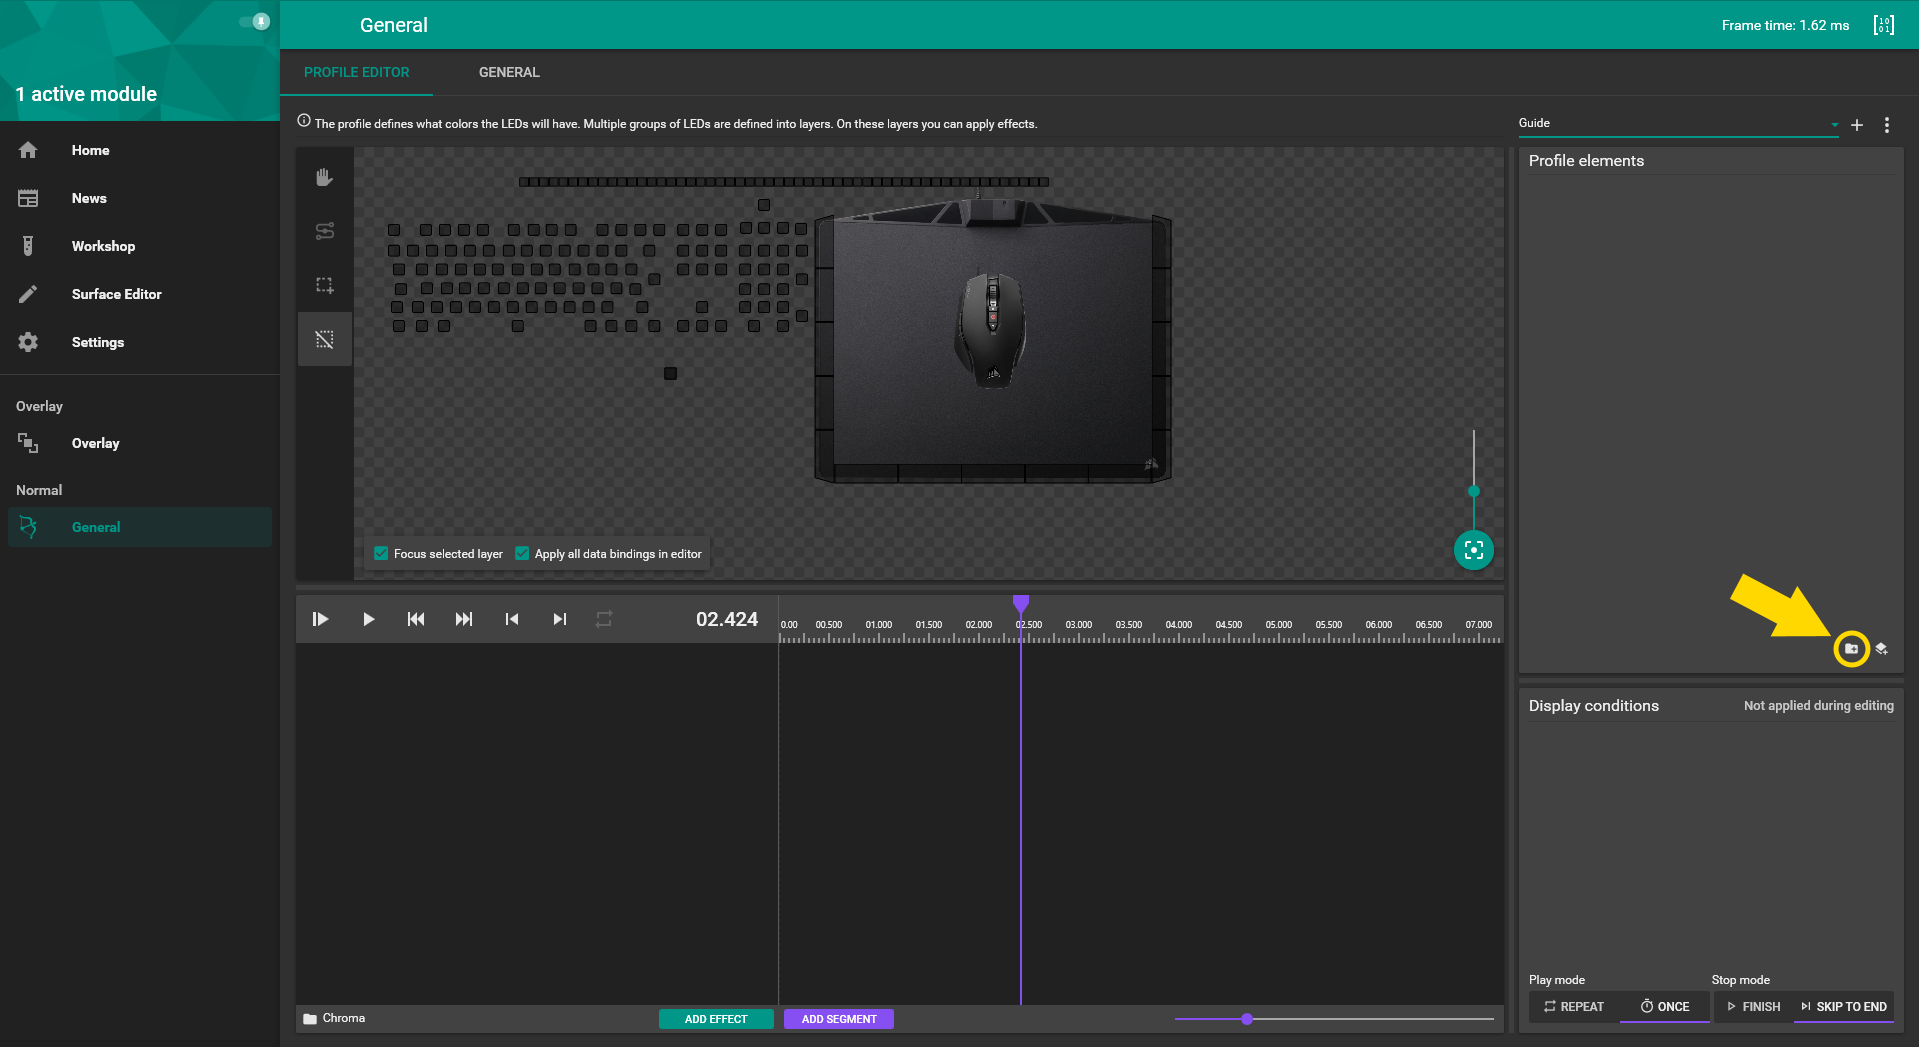 General
Frame time: 1.62 ms
1 active module
PROFILE EDITOR
GENERAL
The profile defines what colors the LEDs will have. Multiple groups of LEDs are defined into layers. On these layers you can apply effects.
Guide
Home
News
Workshop
Surface Editor
Settings
Overlay
Overlay
Normal
General
Profile elements
Focus selected layer
Apply all data bindings in editor
02.424
0.00 00.500 01.000 01.500 02.000 02.500 03.000 03.500 04.000 04.500 05.000 05.500 06.000 06.500 07.000
Display conditions
Not applied during editing
Play mode
Stop mode
REPEAT
ONCE
FINISH
SKIP TO END
Chroma
ADD EFFECT
ADD SEGMENT